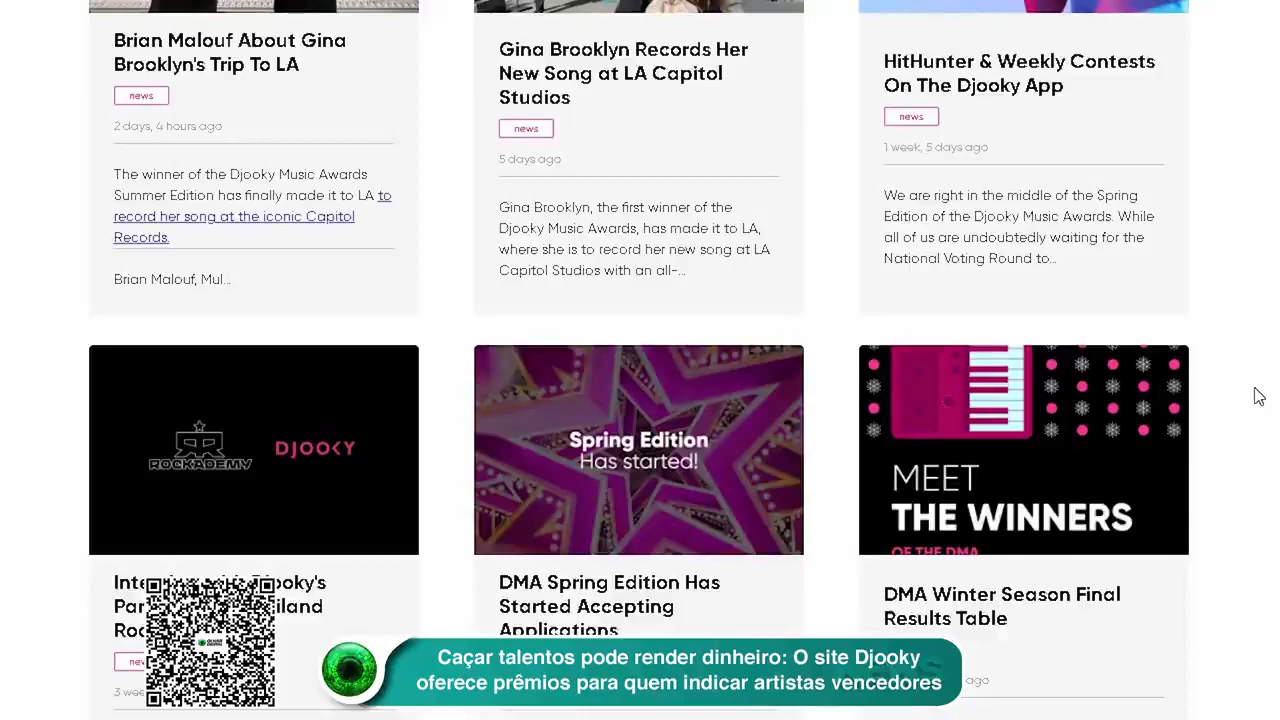 Brian Malouf About Gina
Brooklyn's Trip To LA
news
2 days, 4 hours ago
The winner of the Djooky Music Awards
Summer Edition has finally made it to LA to
record her song at the iconic Capitol
Records.
Brian Malouf, Mul...
Gina Brooklyn Records Her
New Song at LA Capitol
Studios
news
5 days ago
Gina Brooklyn, the first winner of the
Djooky Music Awards, has made it to LA,
where she is to record her new song at LA
Capitol Studios with an all-...
HitHunter & Weekly Contests
On The Djooky App
news
1 week, 5 days ago
We are right in the middle of the Spring
Edition of the Djooky Music Awards. While
all of us are undoubtedly waiting for the
National Voting Round to...
ROCKADEMY DJOOKY
Spring Edition
Has started!
MEET
THE WINNERS
OF THE DMA
DMA Spring Edition Has
Started Accepting
Applications
DMA Winter Season Final
Results Table
ago
Caçar talentos pode render dinheiro: O site Djooky
oferece prêmios para quem indicar artistas vencedores